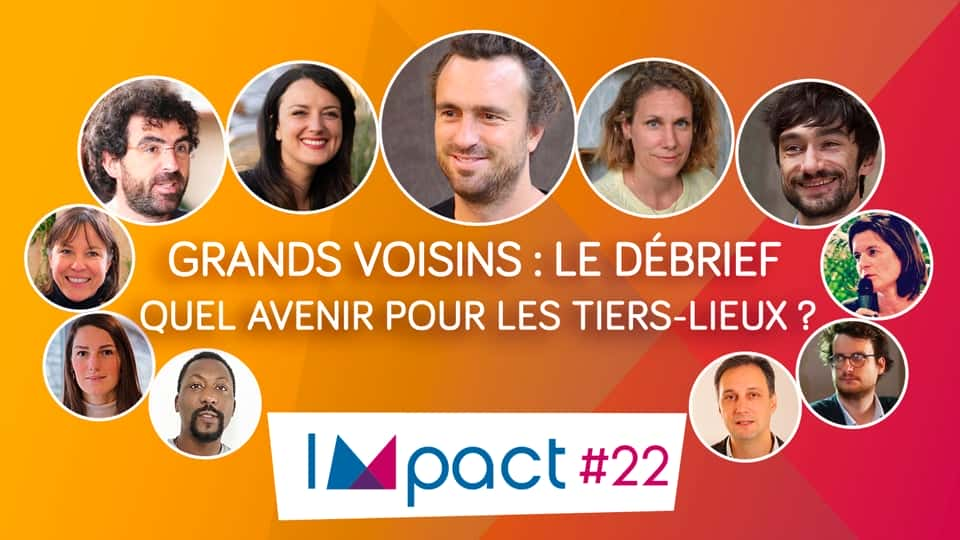 GRANDS VOISINS : LE DÉBRIEF
QUEL AVENIR POUR LES TIERS-LIEUX ?
IMpact #22